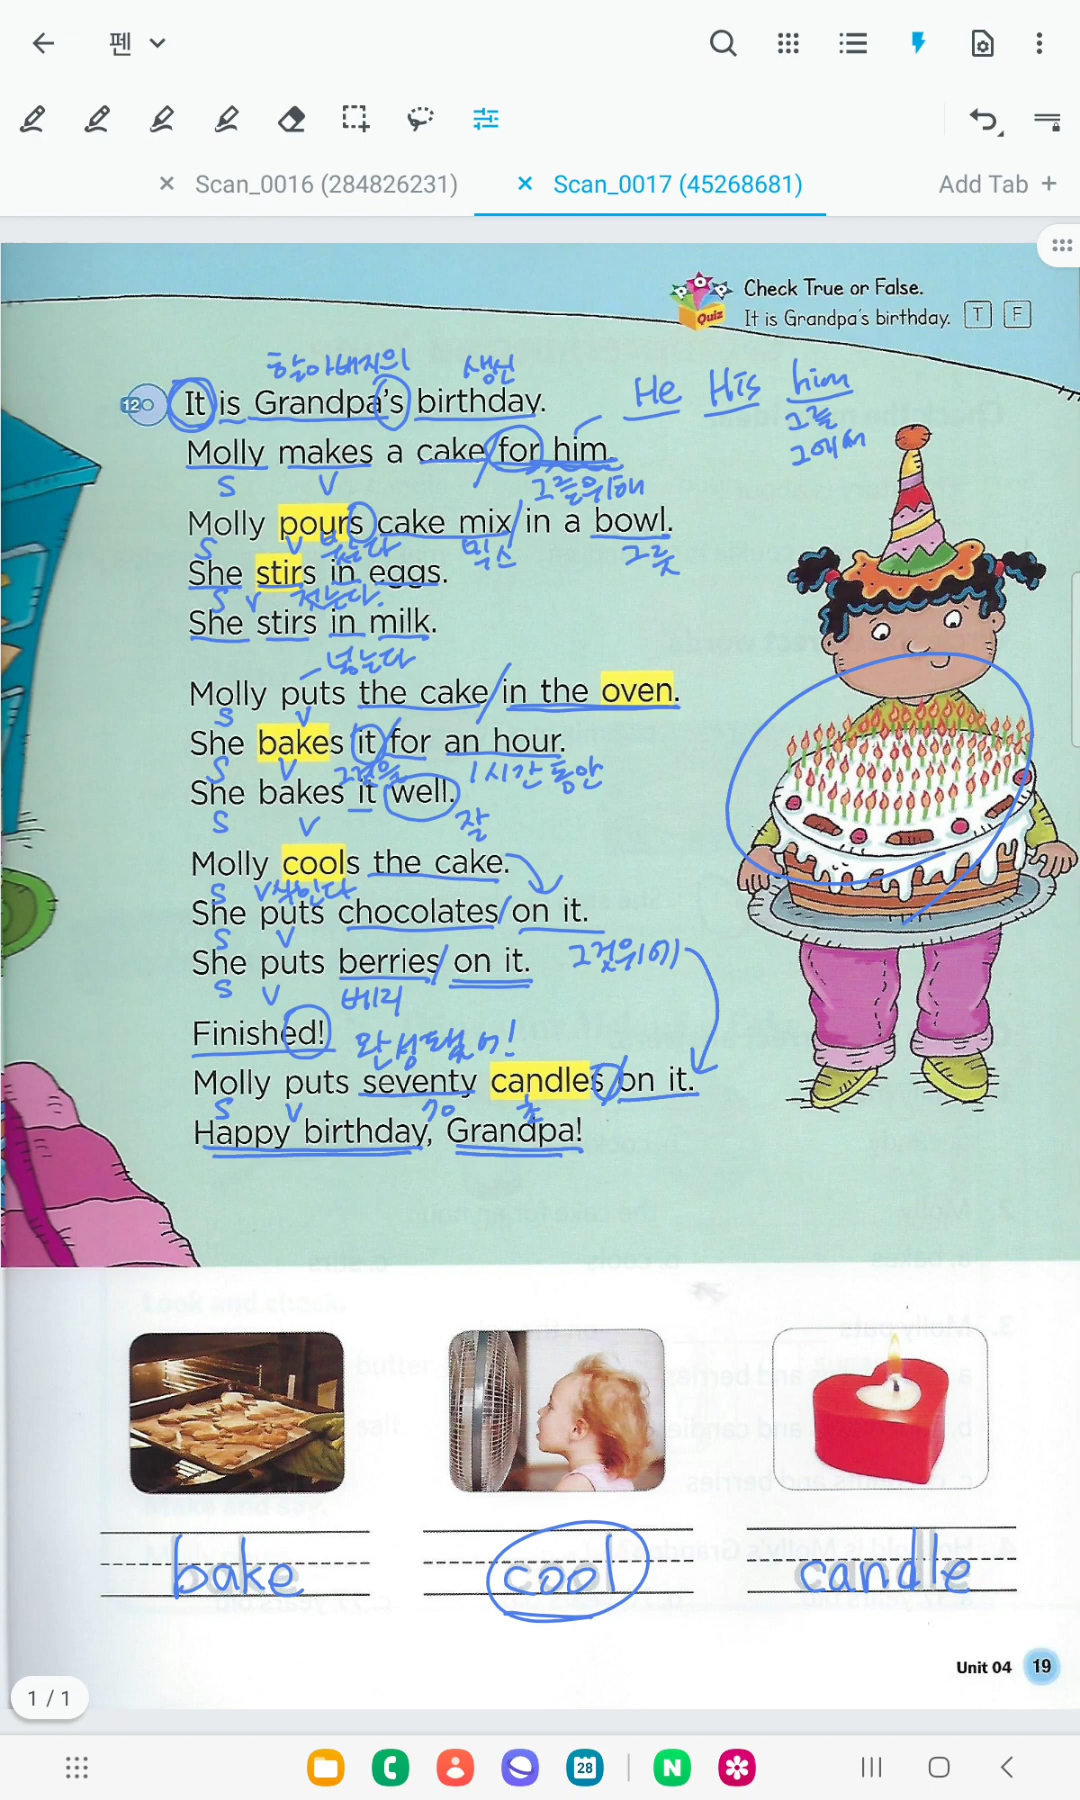 펜
Scan_0016 (284826231)
Scan_0017 (45268681)
Add Tab +
POP Quiz
Check True or False.
It is Grandpa's birthday. T F
할아버지의 생신
12 It is Grandpa's birthday.
He His him
그를
그에게
Molly makes a cake for him.
S V 그를위해
Molly pours cake mix in a bowl.
S V 붓는다 믹스 그릇
She stirs in eggs.
S V 젓는다.
She stirs in milk.
넣는다
Molly puts the cake in the oven.
S V
She bakes it for an hour.
S V 그것을 1시간 동안
She bakes it well.
S V 잘
Molly cools the cake.
S V 식힌다
She puts chocolates on it.
S V
She puts berries on it. 그것위에
S V 베리
Finished! 완성됐어!
Molly puts seventy candles on it.
S V 70 초
Happy birthday, Grandpa!
bake cool candle
Unit 04 19
1 / 1
28
N